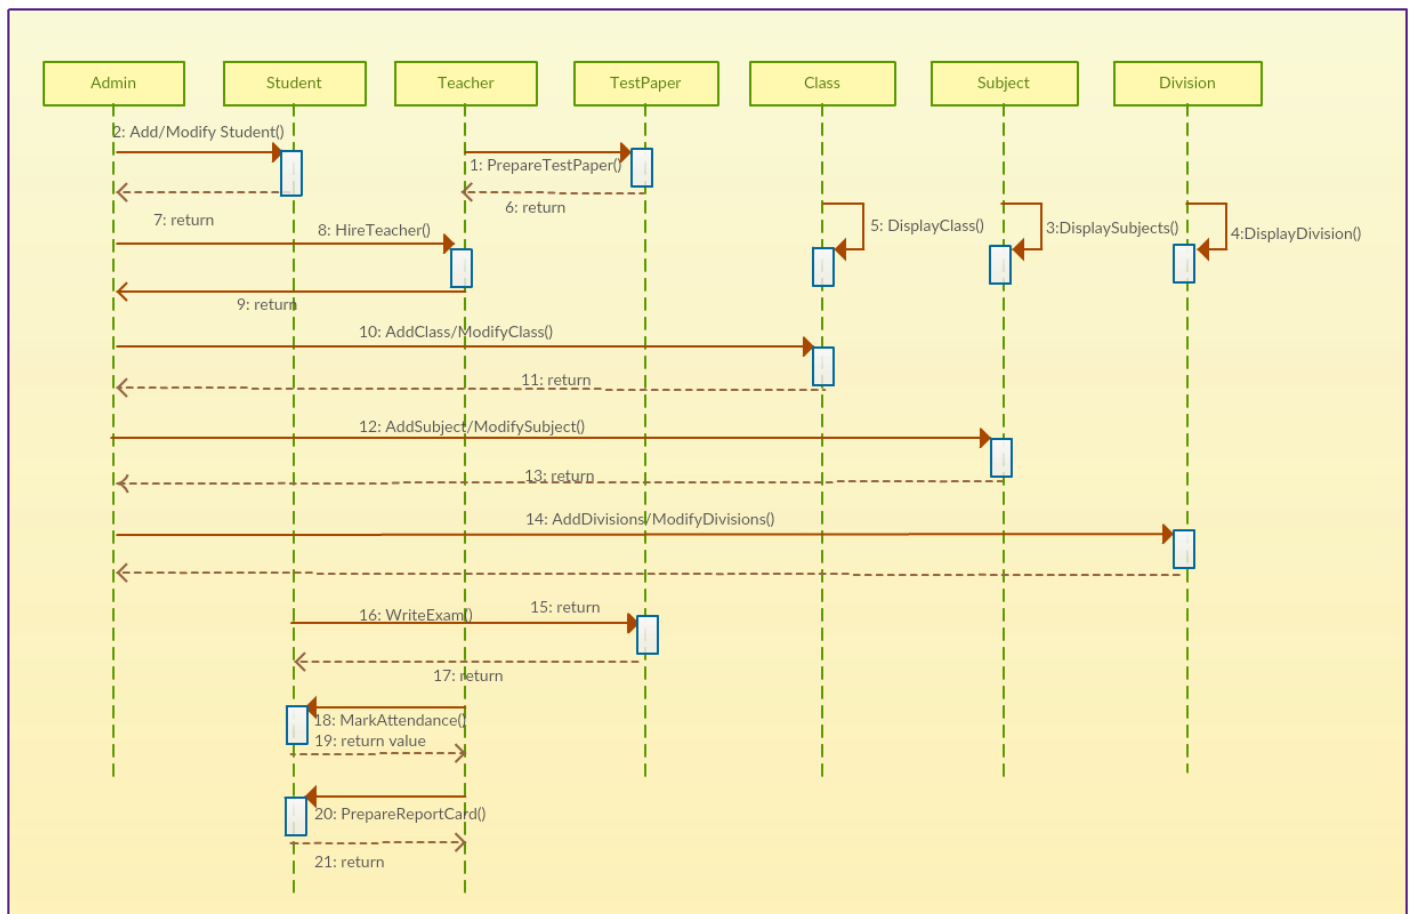 Admin
Student
Teacher
TestPaper
Class
Subject
Division
2: Add/Modify Student()
1: PrepareTestPaper()
7: return
6: return
8: HireTeacher()
5: DisplayClass()
3:DisplaySubjects()
4:DisplayDivision()
9: return
10: AddClass/ModifyClass()
11: return
12: AddSubject/ModifySubject()
13: return
14: AddDivisions/ModifyDivisions()
15: return
16: WriteExam()
17: return
18: MarkAttendance()
19: return value
20: PrepareReportCard()
21: return